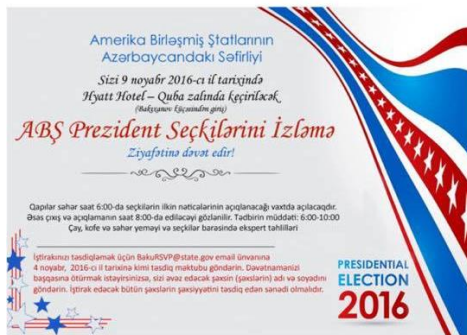 Amerika Birləşmiş Ştatlarının
Azərbaycandakı Səfirliyi
Sizi 9 noyabr 2016-cı il tarixində
Hyatt Hotel – Quba zalında keçiriləcək
(Bakıxanov küçəsindəm giriş)
ABŞ Prezident Seçkilərini İzləmə
Ziyafətinə dəvət edir!
Qapılar səhər saat 6:00-da seçkilərin ilkin nəticələrinin açıqlanacağı vaxtda açılacaqdır.
Əsas çıxış və açıqlamanın saat 8:00-da ediləcəyi gözlənilir. Tədbirin müddəti: 6:00-10:00
Çay, kofe və səhər yeməyi və seçkilər barəsində ekspert təhlilləri
İştirakınızı təsdiqləmək üçün BakuRSVP@state.gov email ünvanına
4 noyabr, 2016-cı il tarixinə kimi təsdiq məktubu göndərin. Dəvətnamənizi
başqasına ötürmək istəyirsinizsə, sizi əvəz edəcək şəxsin (şəxslərin) adı və soyadını
göndərin. İştirak edəcək bütün şəxslərin şəxsiyyətini təsdiq edən sənədi olmalıdır.
PRESIDENTIAL
ELECTION
2016